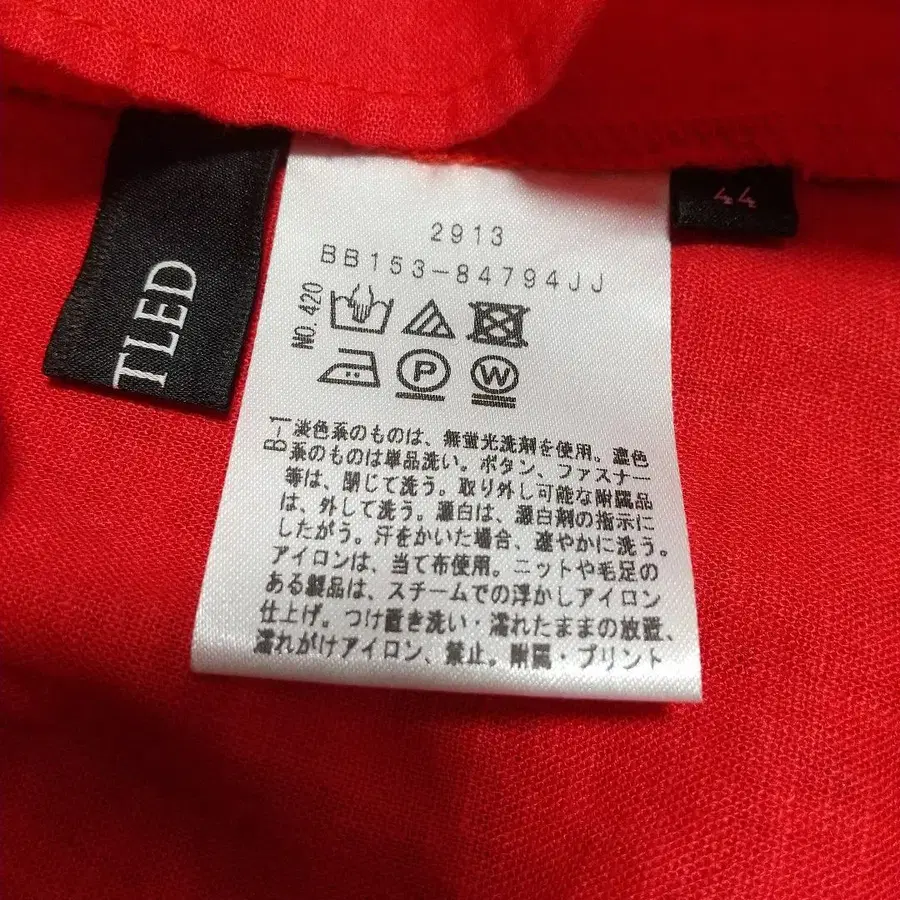 TLED
44
2913
BB153-84794JJ
NO. 420
P
W
B-1
淡色系のものは、無蛍光洗剤を使用。濃色
系のものは単品洗い。ボタン、ファスナー
等は、閉じて洗う。取り外し可能な附属品
は、外して洗う。漂白は、漂白剤の指示に
したがう。汗をかいた場合、速やかに洗う。
アイロンは、当て布使用。ニットや毛足の
ある製品は、スチームでの浮かしアイロン
仕上げ。つけ置き洗い・濡れたままの放置、
濡れがけアイロン、禁止。附属・プリント